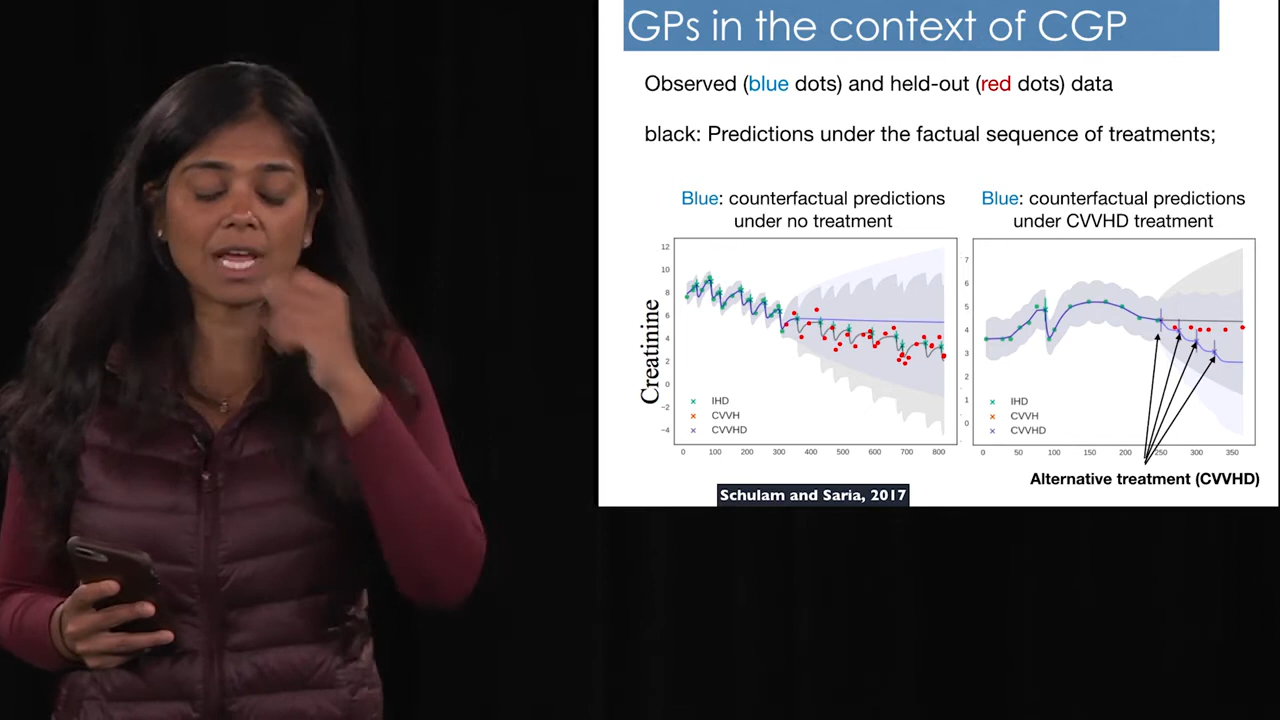 GPs in the context of CGP
Observed (blue dots) and held-out (red dots) data
black: Predictions under the factual sequence of treatments;
Blue: counterfactual predictions
under no treatment
Blue: counterfactual predictions
under CVVHD treatment
Creatinine
12
10
8
6
4
2
0
−2
−4
IHD
CVVH
CVVHD
0 100 200 300 400 500 600 700 800
7
6
5
4
3
2
1
0
IHD
CVVH
CVVHD
0 50 100 150 200 250 300 350
Alternative treatment (CVVHD)
Schulam and Saria, 2017